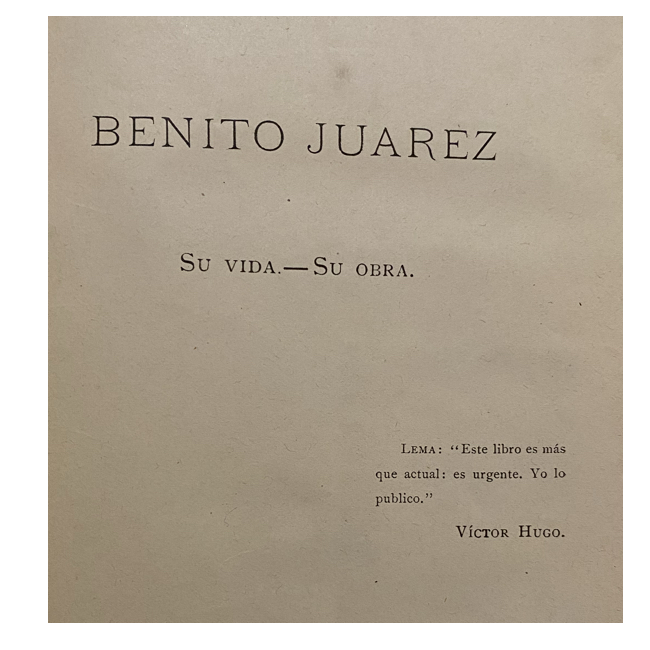 BENITO JUAREZ
SU VIDA.—SU OBRA.
LEMA: “Este libro es más
que actual: es urgente. Yo lo
publico.”
VÍCTOR HUGO.